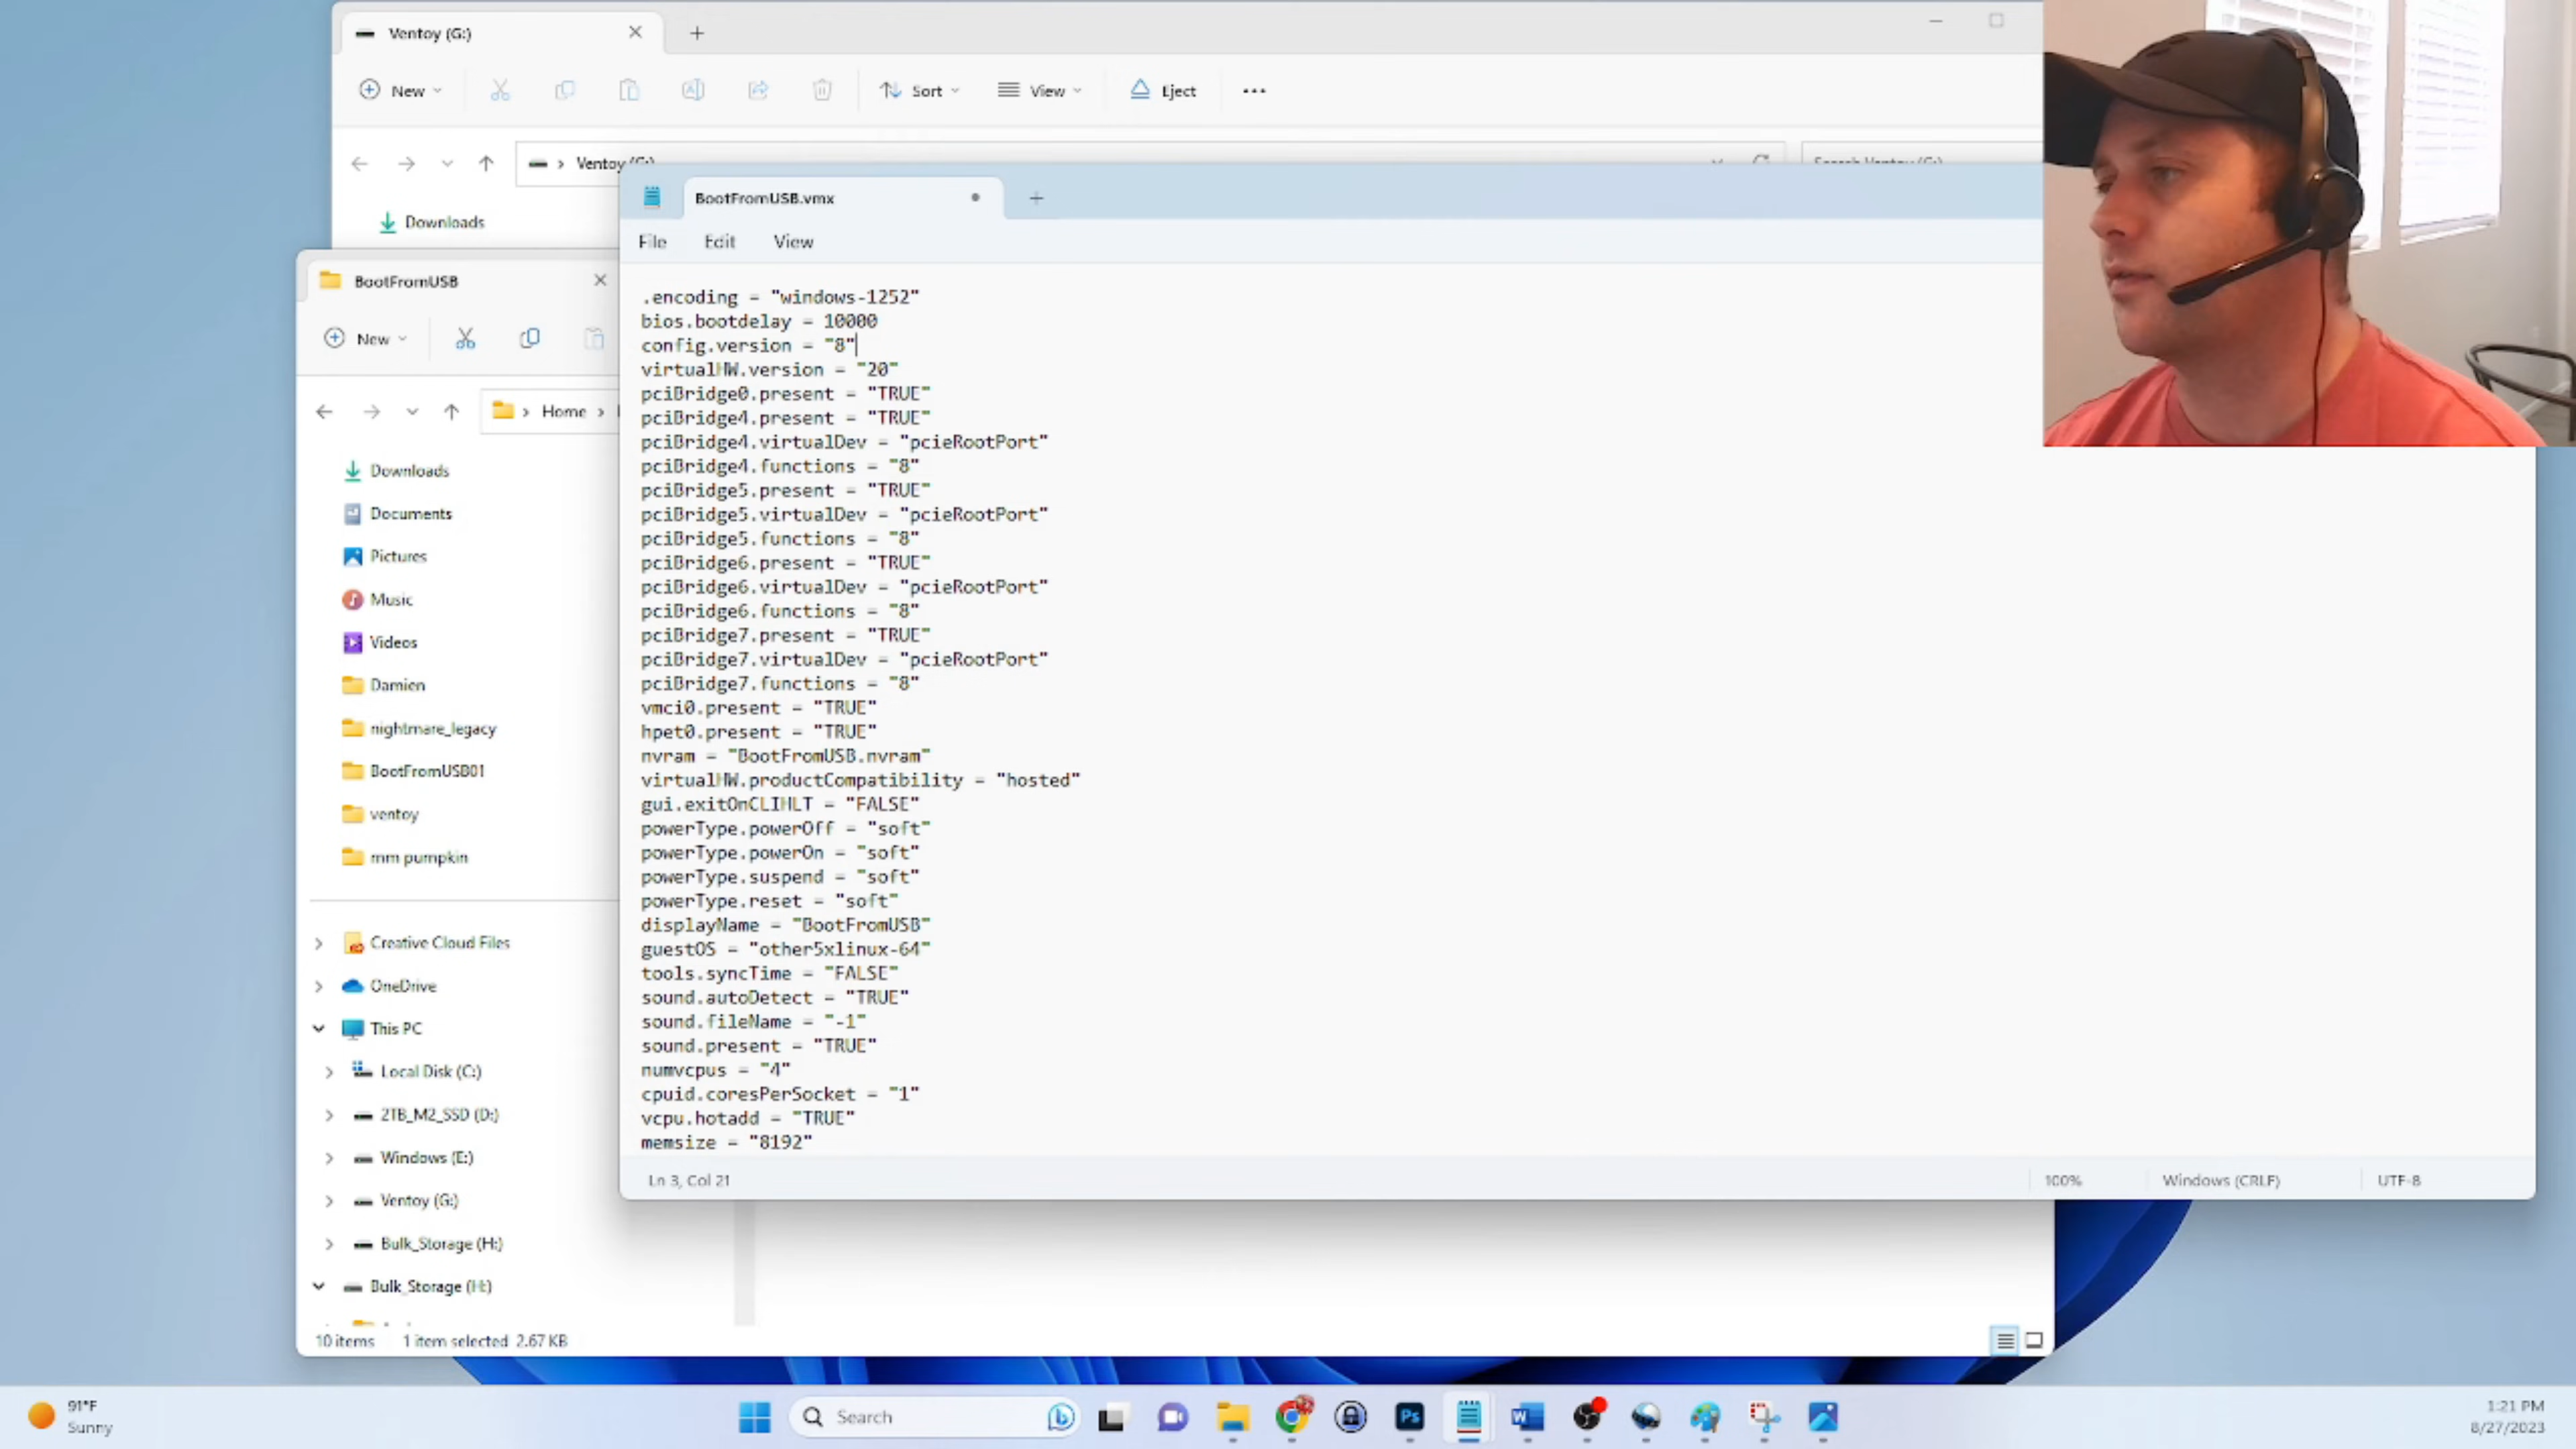 Ventoy (G:)
New
Sort
View
Eject
Ventoy (G:)
Search Ventoy (G:)
Downloads
BootFromUSB
New
Home
Downloads
Documents
Pictures
Music
Videos
Damien
nightmare_legacy
BootFromUSB01
ventoy
mm pumpkin
Creative Cloud Files
OneDrive
This PC
Local Disk (C:)
2TB_M2_SSD (D:)
Windows (E:)
Ventoy (G:)
Bulk_Storage (H:)
Bulk_Storage (H:)
10 items 1 item selected 2.67 KB
BootFromUSB.vmx
File Edit View
.encoding = "windows-1252"
bios.bootdelay = 10000
config.version = "8"
virtualHW.version = "20"
pciBridge0.present = "TRUE"
pciBridge4.present = "TRUE"
pciBridge4.virtualDev = "pcieRootPort"
pciBridge4.functions = "8"
pciBridge5.present = "TRUE"
pciBridge5.virtualDev = "pcieRootPort"
pciBridge5.functions = "8"
pciBridge6.present = "TRUE"
pciBridge6.virtualDev = "pcieRootPort"
pciBridge6.functions = "8"
pciBridge7.present = "TRUE"
pciBridge7.virtualDev = "pcieRootPort"
pciBridge7.functions = "8"
vmci0.present = "TRUE"
hpet0.present = "TRUE"
nvram = "BootFromUSB.nvram"
virtualHW.productCompatibility = "hosted"
gui.exitOnCLIHLT = "FALSE"
powerType.powerOff = "soft"
powerType.powerOn = "soft"
powerType.suspend = "soft"
powerType.reset = "soft"
displayName = "BootFromUSB"
guestOS = "other5xlinux-64"
tools.syncTime = "FALSE"
sound.autoDetect = "TRUE"
sound.fileName = "-1"
sound.present = "TRUE"
numvcpus = "4"
cpuid.coresPerSocket = "1"
vcpu.hotadd = "TRUE"
memsize = "8192"
Ln 3, Col 21
100%
Windows (CRLF)
UTF-8
91°F
Sunny
Search
Ps
W
1:21 PM
8/27/2023